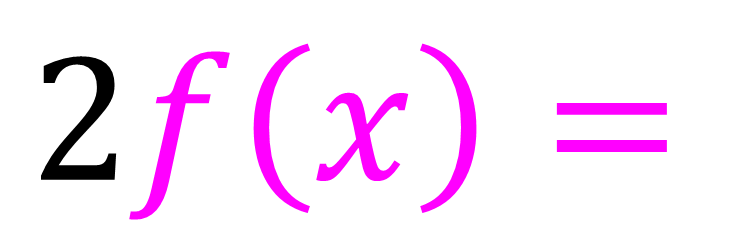 2f(x) =